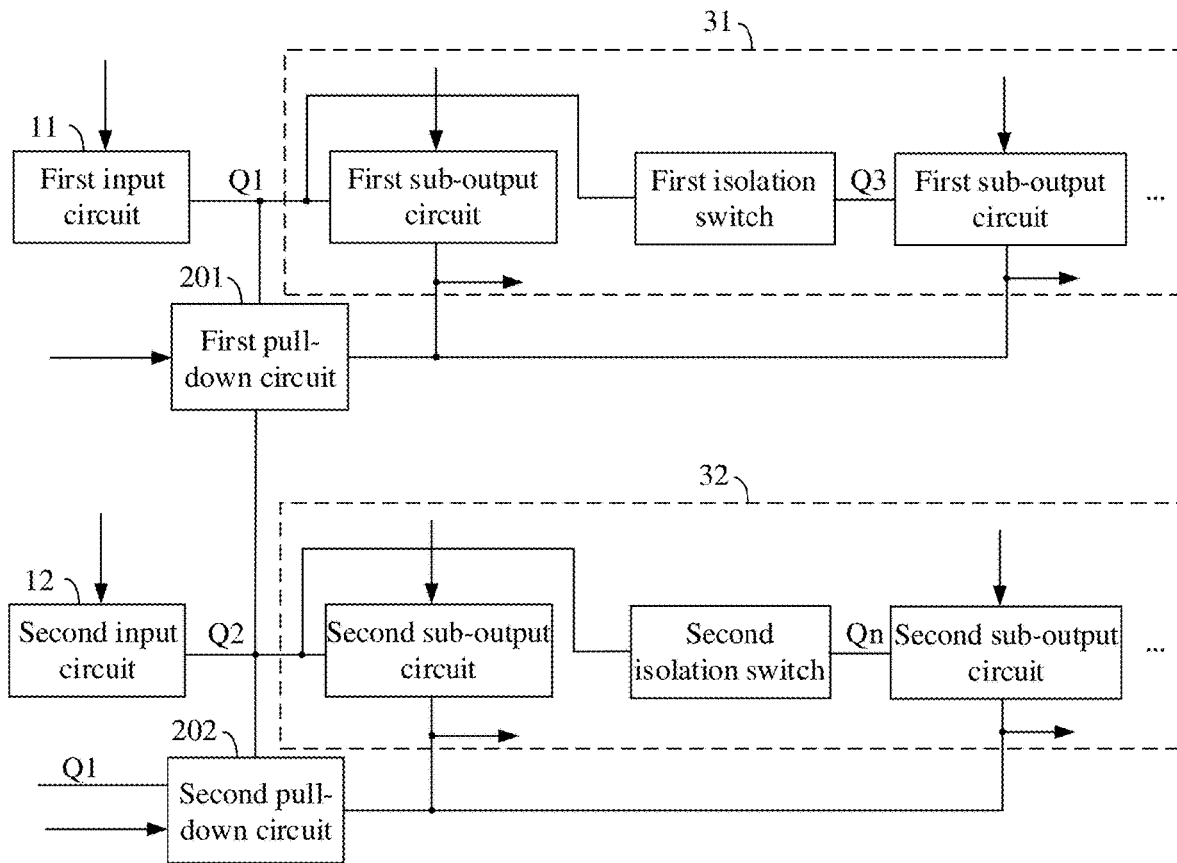 31
11
First input
circuit
Q1
First sub-output
circuit
First isolation
switch
Q3
First sub-output
circuit
...
201
First pull-
down circuit
32
12
Second input
circuit
Q2
Second sub-output
circuit
Second
isolation switch
Qn
Second sub-output
circuit
...
202
Q1
Second pull-
down circuit